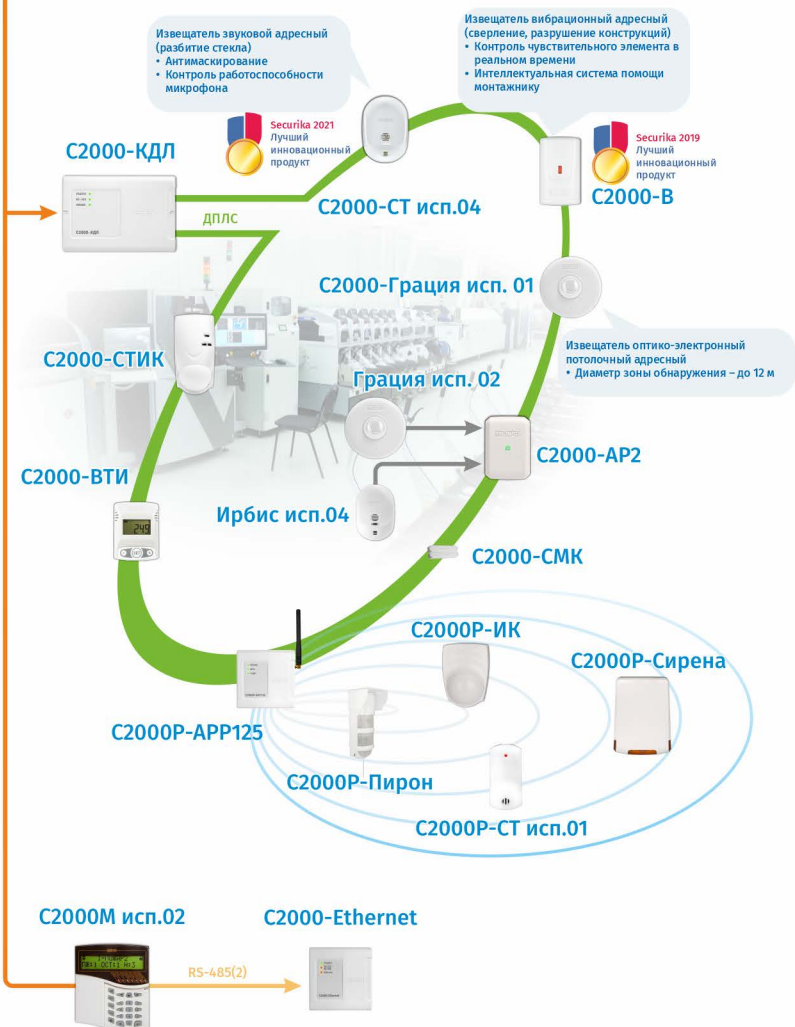 Извещатель звуковой адресный
(разбитие стекла)
• Антимаскирование
• Контроль работоспособности
микрофона
Извещатель вибрационный адресный
(сверление, разрушение конструкций)
• Контроль чувствительного элемента в
реальном времени
• Интеллектуальная система помощи
монтажнику
Securika 2021
Лучший
инновационный
продукт
Securika 2019
Лучший
инновационный
продукт
С2000-КДЛ
С2000-СТ исп.04
С2000-В
ДПЛС
С2000-Грация исп. 01
С2000-СТИК
Извещатель оптико-электронный
потолочный адресный
• Диаметр зоны обнаружения – до 12 м
Грация исп. 02
С2000-АР2
С2000-ВТИ
Ирбис исп.04
С2000-СМК
С2000Р-ИК
С2000Р-Сирена
С2000Р-АРР125
С2000Р-Пирон
С2000Р-СТ исп.01
С2000М исп.02
С2000-Ethernet
RS-485(2)